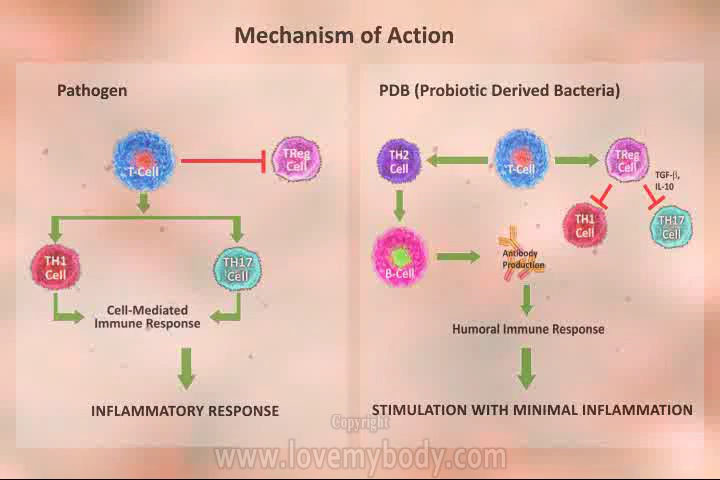 Mechanism of Action
Pathogen
T-Cell
TReg
Cell
TH1
Cell
TH17
Cell
Cell-Mediated
Immune Response
INFLAMMATORY RESPONSE
PDB (Probiotic Derived Bacteria)
TH2
Cell
T-Cell
TReg
Cell
TGF-β,
IL-10
TH1
Cell
TH17
Cell
B-Cell
Antibody
Production
Humoral Immune Response
STIMULATION WITH MINIMAL INFLAMMATION
Copyright
www.lovemybody.com